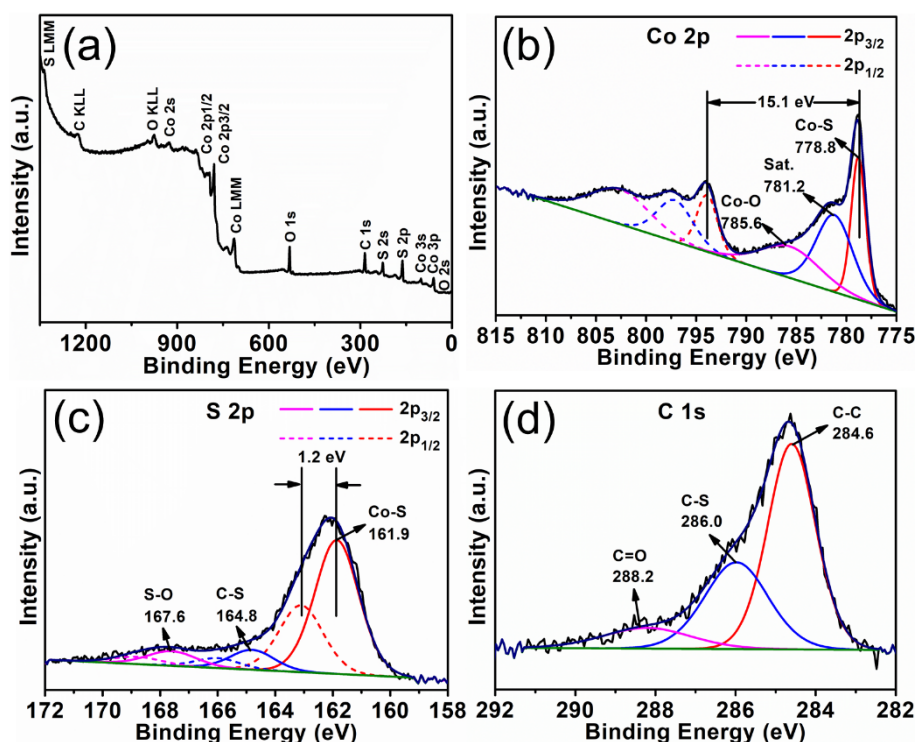 (a)
S LMM
C KLL
O KLL
Co 2s
Co 2p1/2
Co 2p3/2
Co LMM
O 1s
C 1s
S 2s
S 2p
Co 3s
Co 3p
O 2s
Intensity (a.u.)
1200 900 600 300 0
Binding Energy (eV)
(b)
Co 2p
2p3/2
2p1/2
15.1 eV
Co-S
778.8
Sat.
781.2
Co-O
785.6
Intensity (a.u.)
815 810 805 800 795 790 785 780 775
Binding Energy (eV)
(c)
S 2p
2p3/2
2p1/2
1.2 eV
Co-S
161.9
S-O
167.6
C-S
164.8
Intensity (a.u.)
172 170 168 166 164 162 160 158
Binding Energy (eV)
(d)
C 1s
C-C
284.6
C-S
286.0
C=O
288.2
Intensity (a.u.)
292 290 288 286 284 282
Binding Energy (eV)